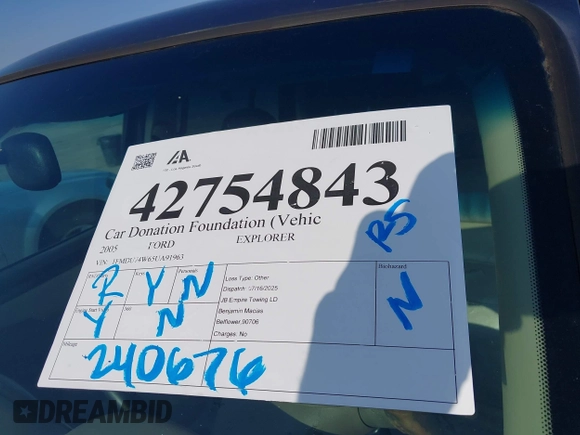 IAA
42754843
Car Donation Foundation (Vehic
2005 FORD EXPLORER
RS
Loss Type: Other
Dispatch: 07/16/2025
JB Empire Towing LD
Benjamin Macias
Bellflower,90706
Charges: No
Biohazard
R Y N
N
Y N
Mileage
240676
DREAMBID